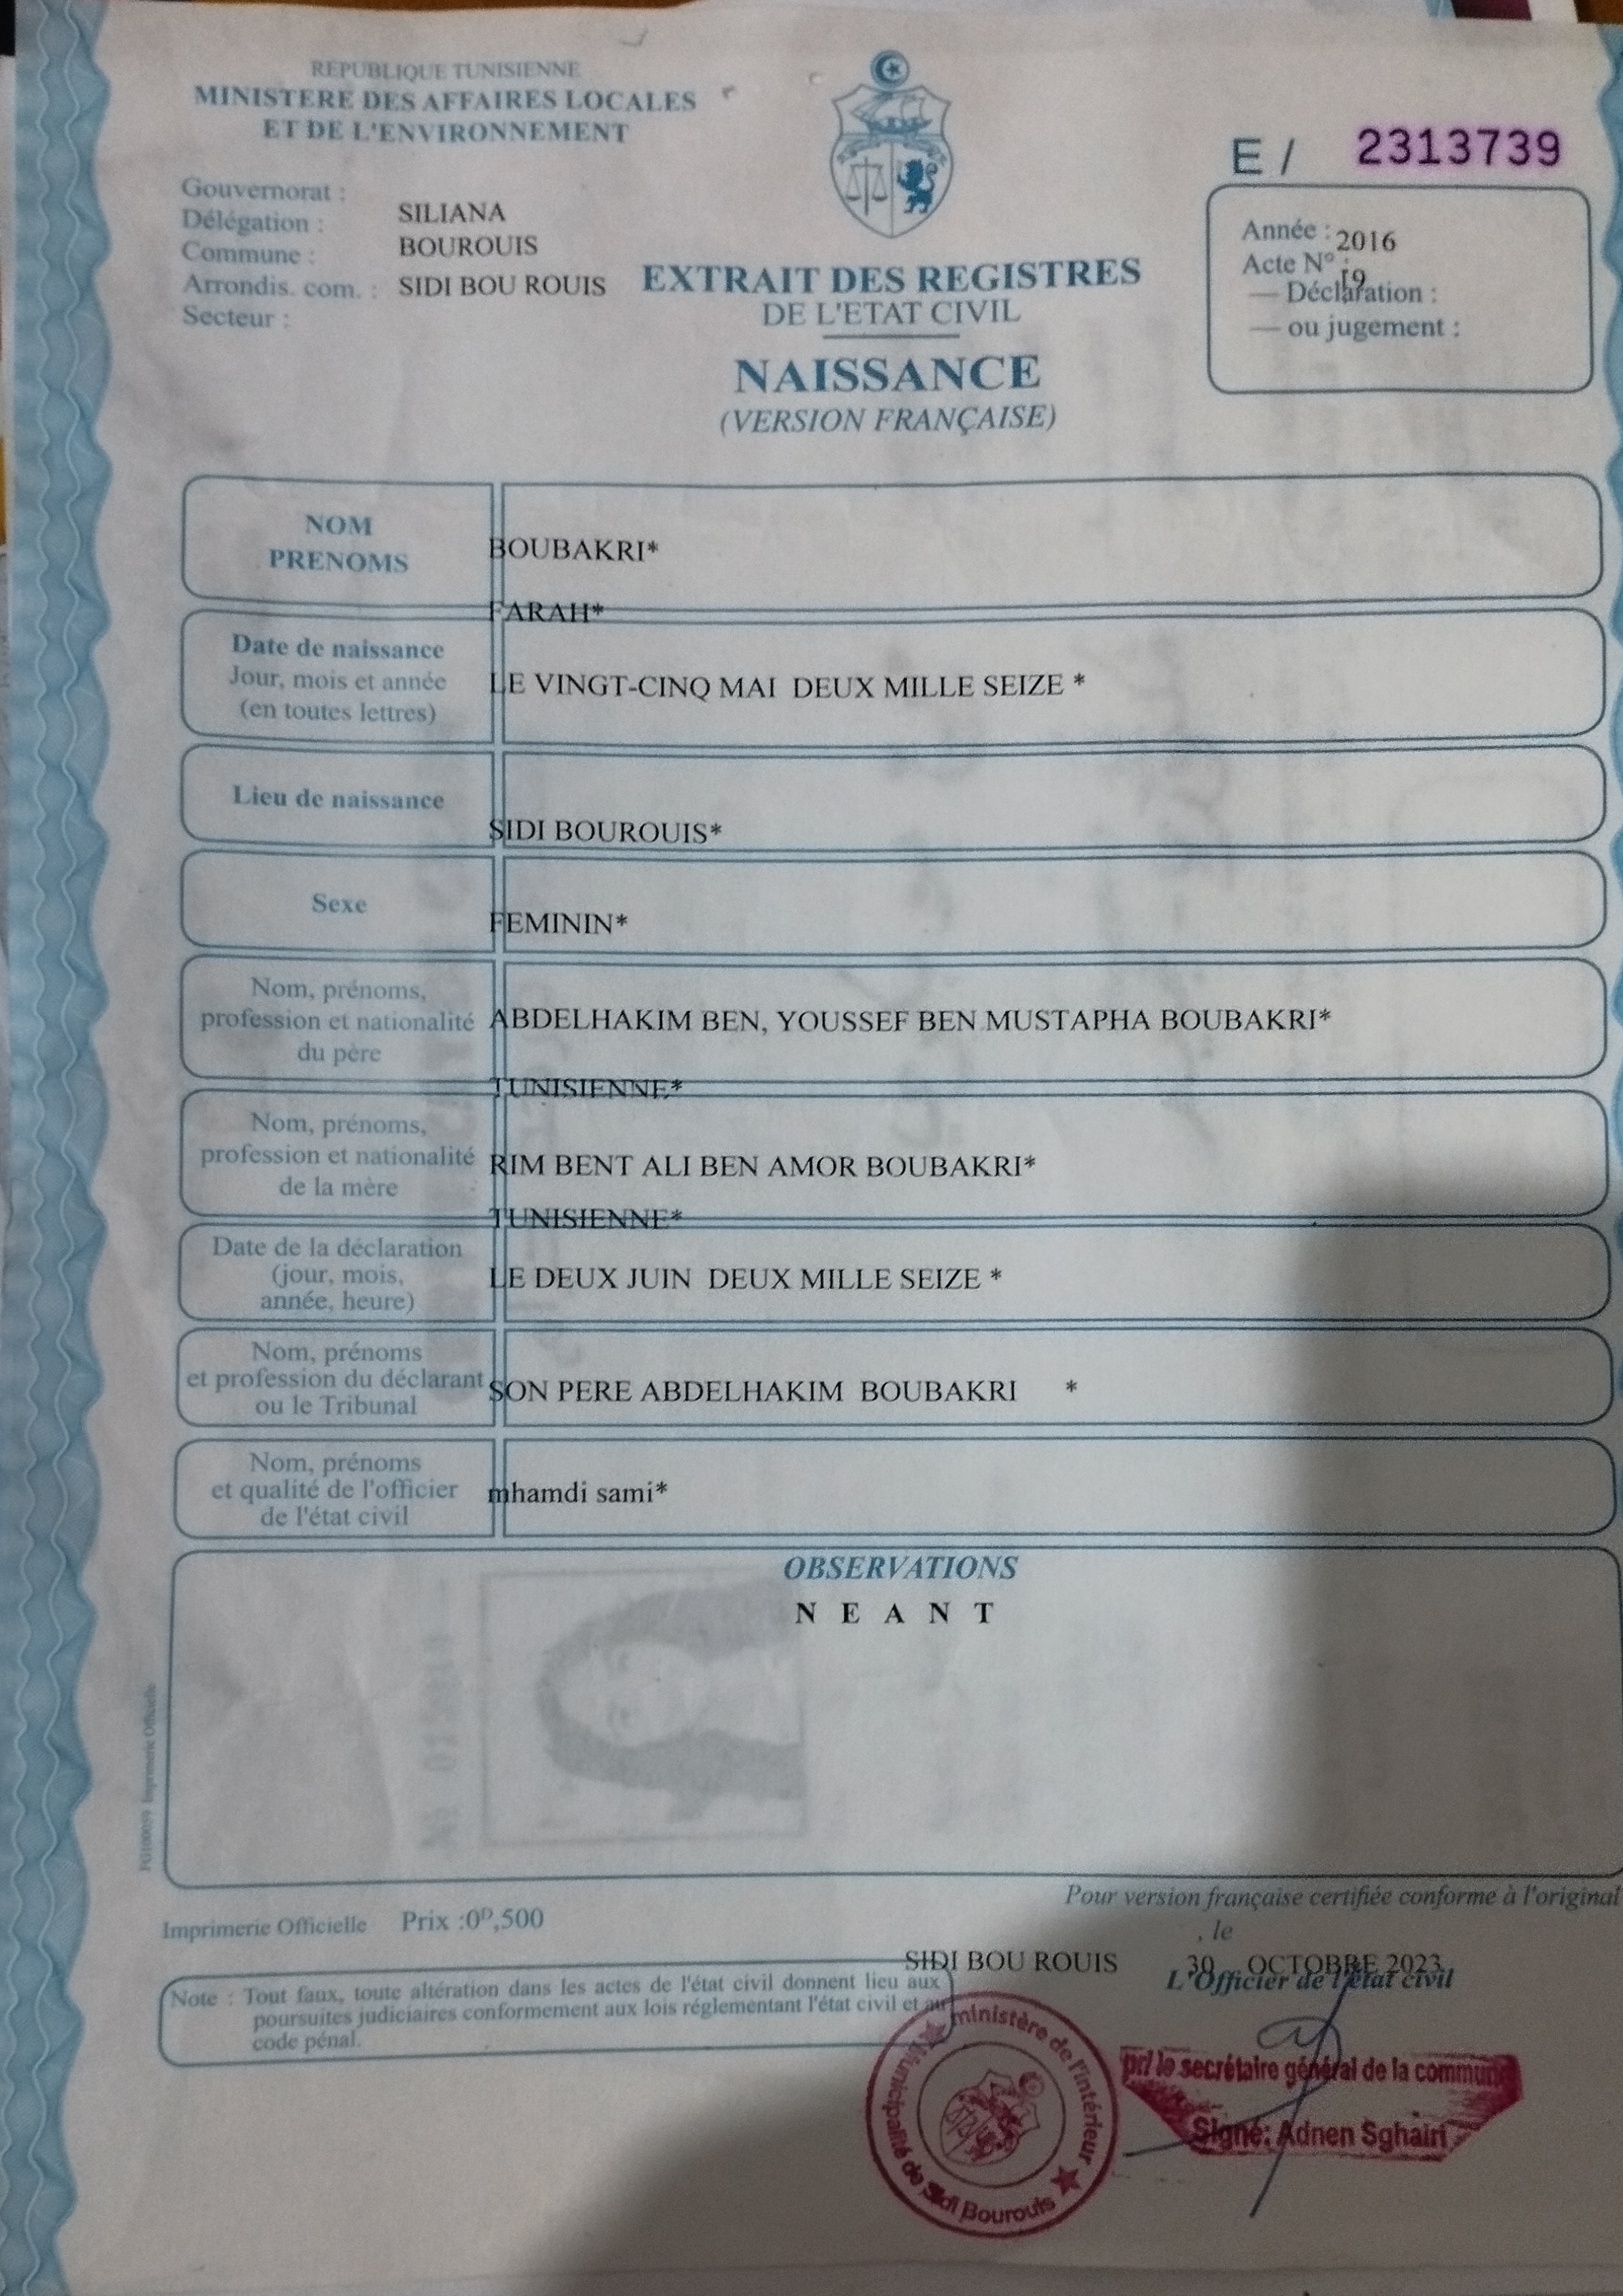 REPUBLIQUE TUNISIENNE
MINISTERE DES AFFAIRES LOCALES
ET DE L'ENVIRONNEMENT
E / 2313739
Gouvernorat : SILIANA
Délégation : BOUROUIS
Commune : SIDI BOU ROUIS
Arrondis. com. :
Secteur :
EXTRAIT DES REGISTRES
DE L'ETAT CIVIL
NAISSANCE
(VERSION FRANÇAISE)
Année : 2016
Acte N° : 19
— Déclaration :
— ou jugement :
NOM
PRENOMS
BOUBAKRI*
FARAH*
Date de naissance
Jour, mois et année
(en toutes lettres)
LE VINGT-CINQ MAI DEUX MILLE SEIZE *
Lieu de naissance
SIDI BOUROUIS*
Sexe
FEMININ*
Nom, prénoms,
profession et nationalité
du père
ABDELHAKIM BEN, YOUSSEF BEN MUSTAPHA BOUBAKRI*
TUNISIENNE*
Nom, prénoms,
profession et nationalité
de la mère
RIM BENT ALI BEN AMOR BOUBAKRI*
TUNISIENNE*
Date de la déclaration
(jour, mois,
année, heure)
LE DEUX JUIN DEUX MILLE SEIZE *
Nom, prénoms
et profession du déclarant
ou le Tribunal
SON PERE ABDELHAKIM BOUBAKRI *
Nom, prénoms
et qualité de l'officier
de l'état civil
mhamdi sami*
OBSERVATIONS
N E A N T
Imprimerie Officielle
Prix :0ᴰ,500
Pour version française certifiée conforme à l'original
, le
SIDI BOU ROUIS 30 OCTOBRE 2023
L'Officier de l'état civil
Note : Tout faux, toute altération dans les actes de l'état civil donnent lieu aux
poursuites judiciaires conformement aux lois réglementant l'état civil et au
code pénal.
ministère de l'intérieur
Municipalité de Sidi Bourouis
pr/ le secrétaire général de la commune
Signé: Adnen Sghairi